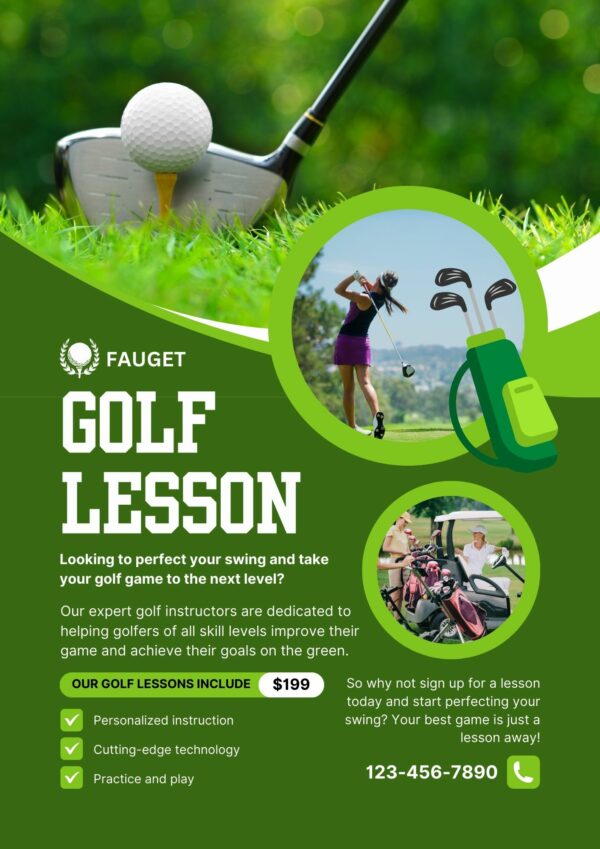 FAUGET
GOLF
LESSON
Looking to perfect your swing and take
your golf game to the next level?
Our expert golf instructors are dedicated to
helping golfers of all skill levels improve their
game and achieve their goals on the green.
OUR GOLF LESSONS INCLUDE $199
Personalized instruction
Cutting-edge technology
Practice and play
So why not sign up for a lesson
today and start perfecting your
swing? Your best game is just a
lesson away!
123-456-7890